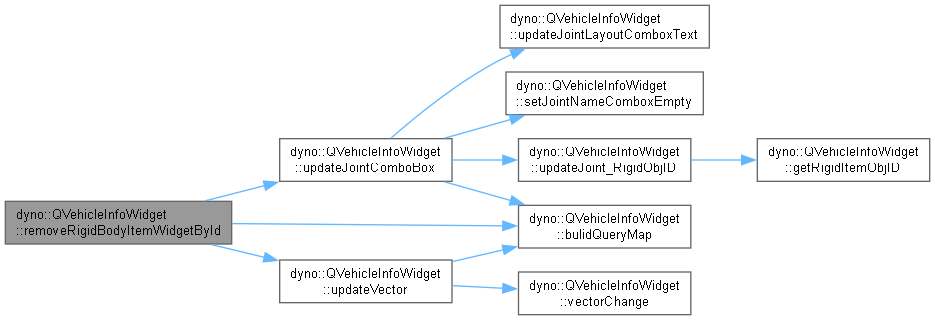 dyno::QVehicleInfoWidget
::updateJointLayoutComboxText
dyno::QVehicleInfoWidget
::setJointNameComboxEmpty
dyno::QVehicleInfoWidget
::updateJointComboBox
dyno::QVehicleInfoWidget
::updateJoint_RigidObjID
dyno::QVehicleInfoWidget
::getRigidItemObjID
dyno::QVehicleInfoWidget
::removeRigidBodyItemWidgetById
dyno::QVehicleInfoWidget
::bulidQueryMap
dyno::QVehicleInfoWidget
::updateVector
dyno::QVehicleInfoWidget
::vectorChange